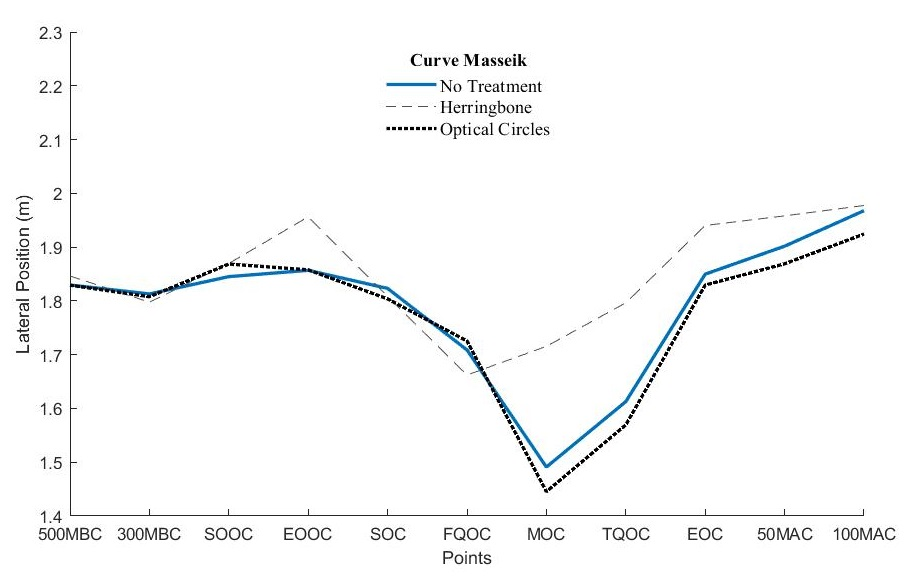 Curve Masseik
No Treatment
Herringbone
Optical Circles
Lateral Position (m)
2.3
2.2
2.1
2
1.9
1.8
1.7
1.6
1.5
1.4
500MBC 300MBC SOOC EOOC SOC FQOC MOC TQOC EOC 50MAC 100MAC
Points